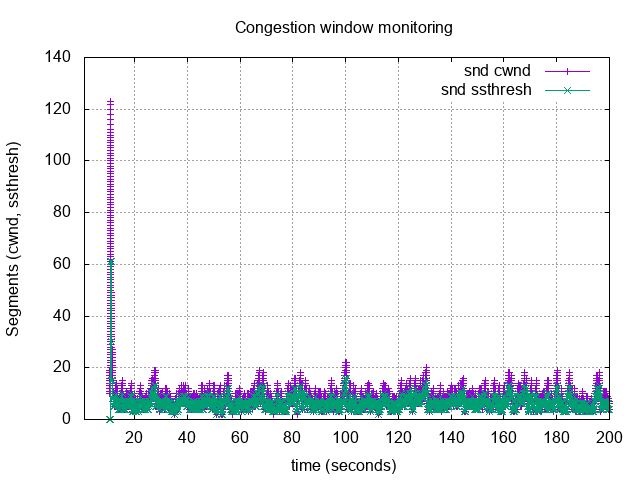 Congestion window monitoring
140
120
100
80
60
40
20
0
Segments (cwnd, ssthresh)
snd cwnd
snd ssthresh
20 40 60 80 100 120 140 160 180 200
time (seconds)